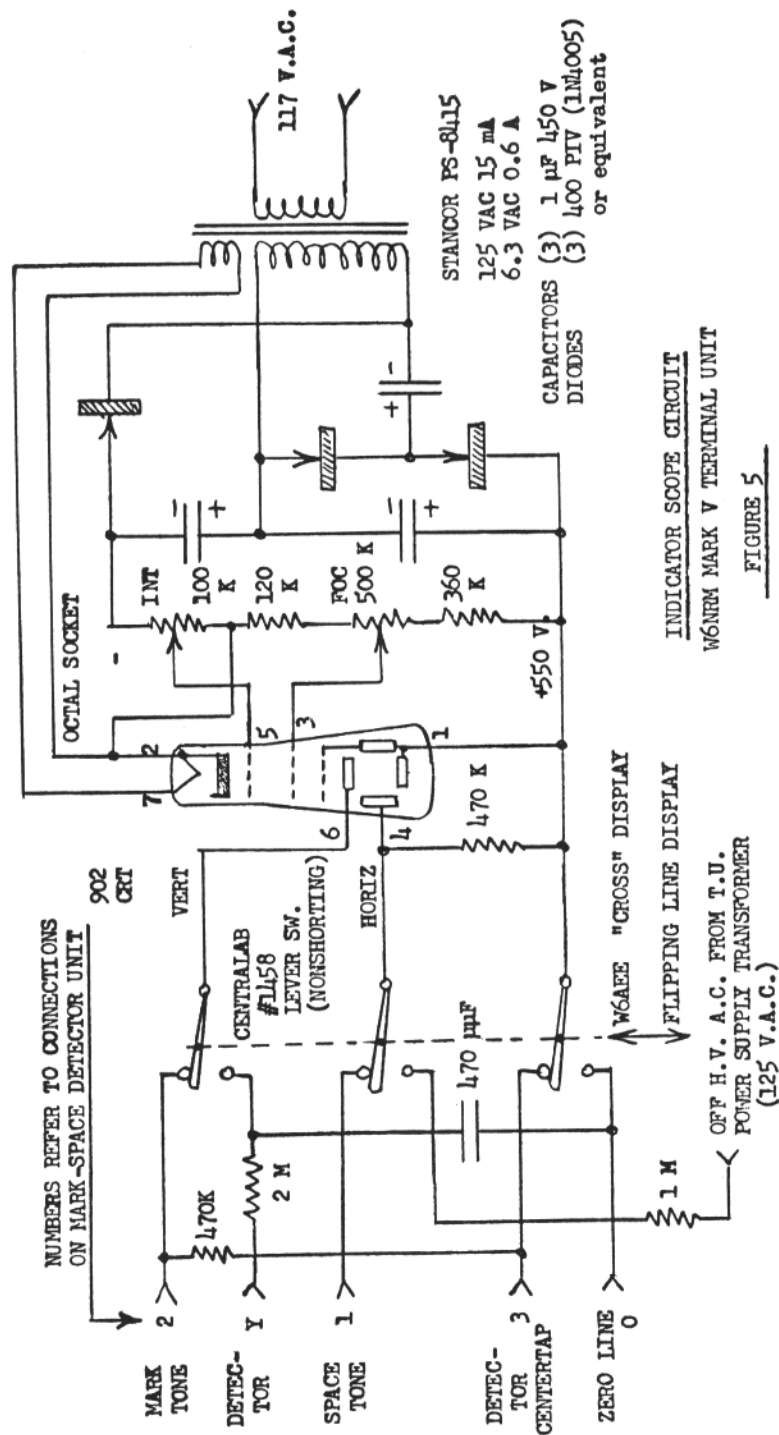 NUMBERS REFER TO CONNECTIONS
ON MARK-SPACE DETECTOR UNIT
MARK
TONE
2
DETEC-
TOR
Y
SPACE
TONE
1
DETEC-
TOR
CENTERTAP
3
ZERO LINE
0
470K
2 M
1 M
470 µµF
902
CRT
VERT
CENTRALAB
#1458
LEVER SW.
(NONSHORTING)
HORIZ
W6AEE "CROSS" DISPLAY
FLIPPING LINE DISPLAY
OFF H.V. A.C. FROM T.U.
POWER SUPPLY TRANSFORMER
(125 V.A.C.)
OCTAL SOCKET
7
2
5
3
6
4
1
470 K
-
INT
100
K
120
K
FOC
500 K
360
K
+550 V.
-
+
-
+
+
-
117 V.A.C.
STANCOR PS-8415
125 VAC 15 mA
6.3 VAC 0.6 A
CAPACITORS (3) 1 µF 450 V
DIODES (3) 400 PIV (1N4005)
or equivalent
INDICATOR SCOPE CIRCUIT
W6NRM MARK V TERMINAL UNIT
FIGURE 5